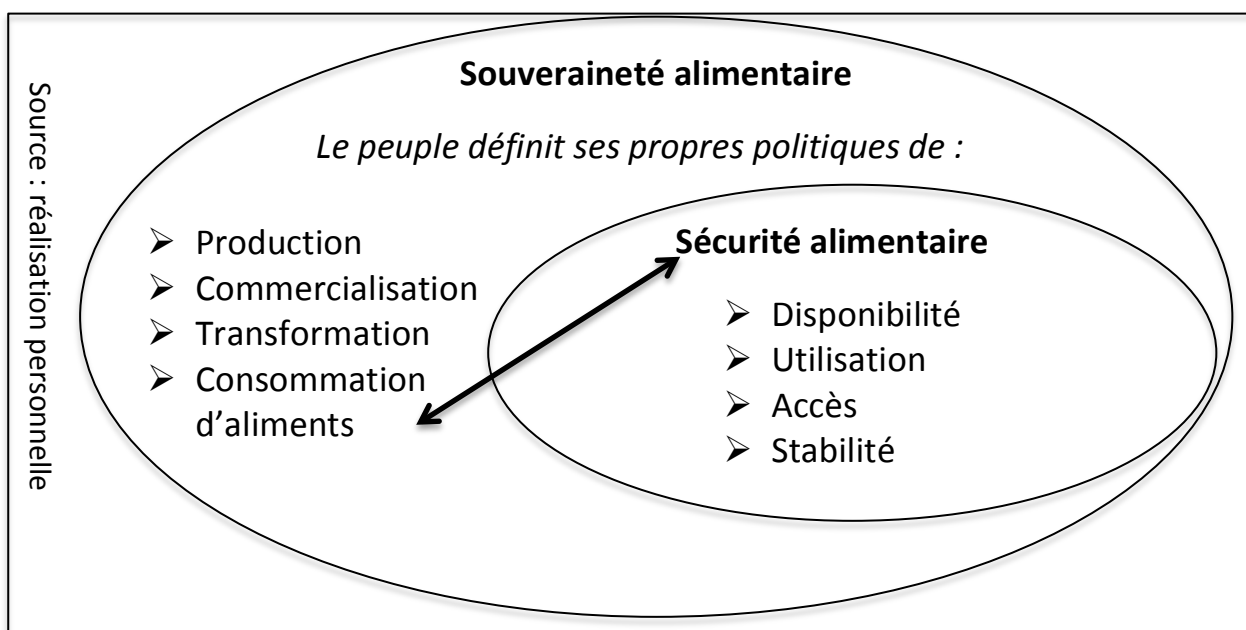 Souveraineté alimentaire
Le peuple définit ses propres politiques de :
➢ Production
➢ Commercialisation
➢ Transformation
➢ Consommation
d’aliments
Sécurité alimentaire
➢ Disponibilité
➢ Utilisation
➢ Accès
➢ Stabilité
Source : réalisation personnelle